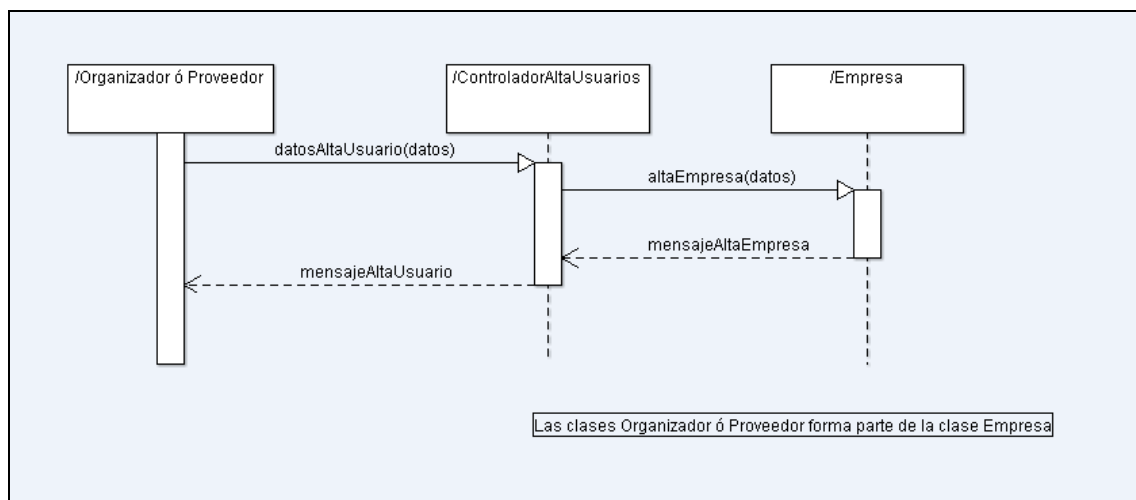 /Organizador ó Proveedor
/ControladorAltaUsuarios
/Empresa
datosAltaUsuario(datos)
altaEmpresa(datos)
mensajeAltaEmpresa
mensajeAltaUsuario
Las clases Organizador ó Proveedor forma parte de la clase Empresa